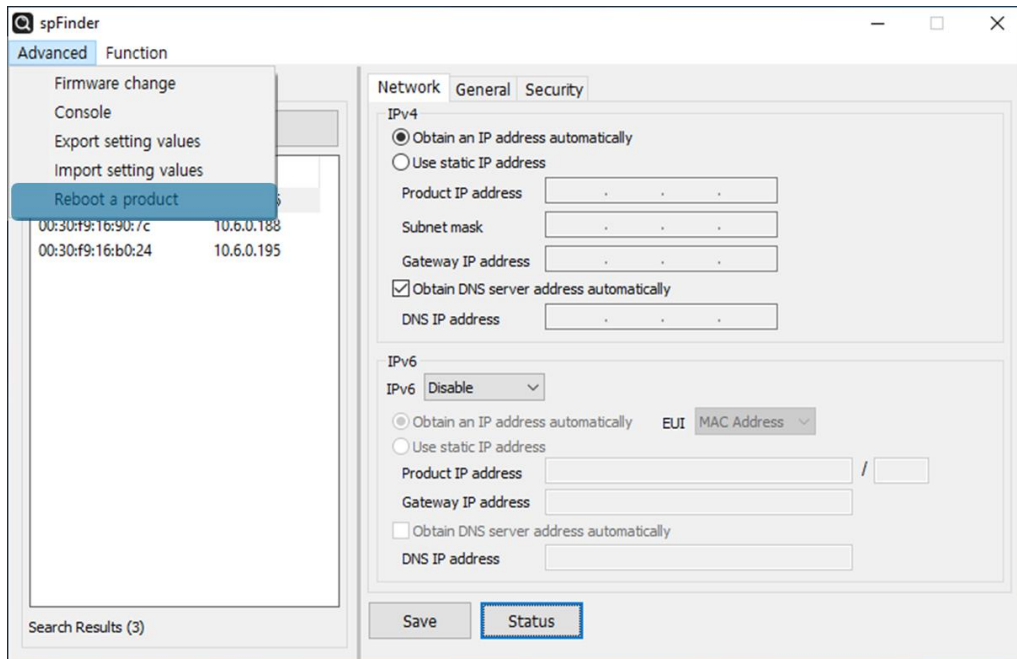 spFinder
Advanced Function
Firmware change
Console
Export setting values
Import setting values
Reboot a product
00:30:f9:16:90:7c 10.6.0.188
00:30:f9:16:b0:24 10.6.0.195
Search Results (3)
Network General Security
IPv4
Obtain an IP address automatically
Use static IP address
Product IP address . . .
Subnet mask . . .
Gateway IP address . . .
Obtain DNS server address automatically
DNS IP address . . .
IPv6
IPv6 Disable
Obtain an IP address automatically EUI MAC Address
Use static IP address
Product IP address /
Gateway IP address
Obtain DNS server address automatically
DNS IP address
Save Status